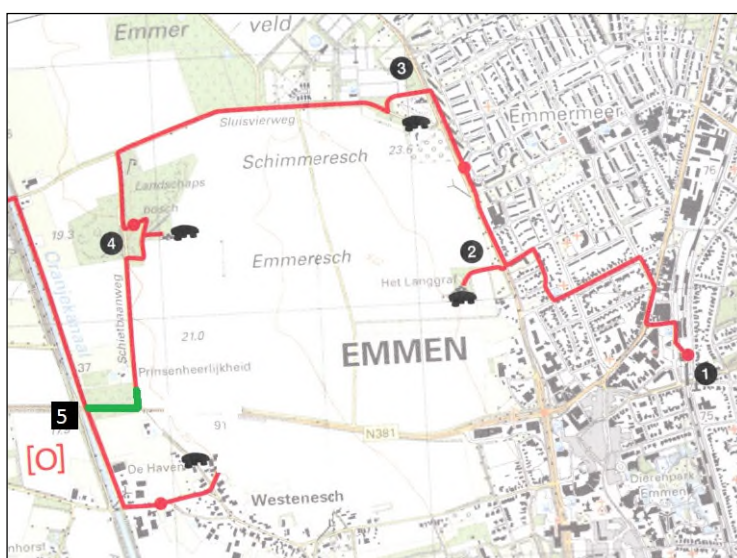 Emmer
veld
3
Sluisvierweg
Emmermeer
Schimmeresch
23.6
76
Landschaps
bosch
19.3
4
Emmeresch
2
Het Langgraf
Oranjekanaal
Schietbaanweg
21.0
EMMEN
1
37
Prinsenheerlijkheid
5
75
91
N381
[O]
De Haven
Westenesch
Dierenpark
Emmen
nhorst